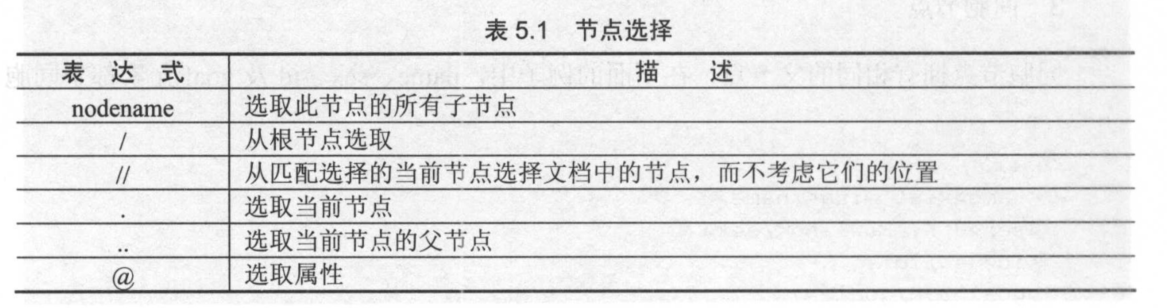 表 5.1 节点选择
表 达 式 描 述
nodename 选取此节点的所有子节点
/ 从根节点选取
// 从匹配选择的当前节点选择文档中的节点，而不考虑它们的位置
. 选取当前节点
.. 选取当前节点的父节点
@ 选取属性